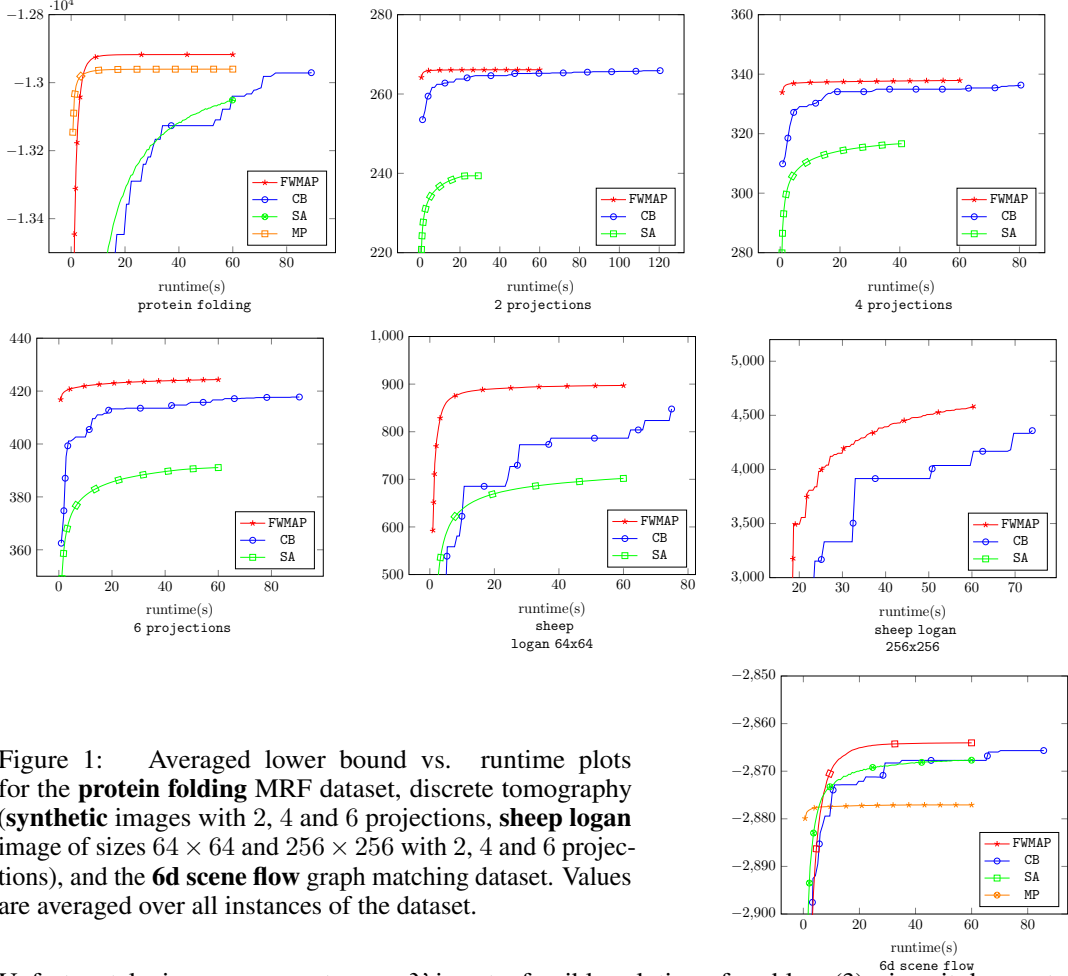 ·10⁴
−1.28
−1.3
−1.32
−1.34
0 20 40 60 80
FWMAP
CB
SA
MP
runtime(s)
protein folding
280
260
240
220
0 20 40 60 80 100 120
FWMAP
CB
SA
runtime(s)
2 projections
360
340
320
300
280
0 20 40 60 80
FWMAP
CB
SA
runtime(s)
4 projections
440
420
400
380
360
0 20 40 60 80
FWMAP
CB
SA
runtime(s)
6 projections
1,000
900
800
700
600
500
0 20 40 60 80
FWMAP
CB
SA
runtime(s)
sheep
logan 64x64
5,000
4,500
4,000
3,500
3,000
20 30 40 50 60 70
FWMAP
CB
SA
runtime(s)
sheep logan
256x256
−2,850
−2,860
−2,870
−2,880
−2,890
−2,900
0 20 40 60 80
FWMAP
CB
SA
MP
runtime(s)
6d scene flow
Figure 1: Averaged lower bound vs. runtime plots
for the protein folding MRF dataset, discrete tomography
(synthetic images with 2, 4 and 6 projections, sheep logan
image of sizes 64 × 64 and 256 × 256 with 2, 4 and 6 projec-
tions), and the 6d scene flow graph matching dataset. Values
are averaged over all instances of the dataset.